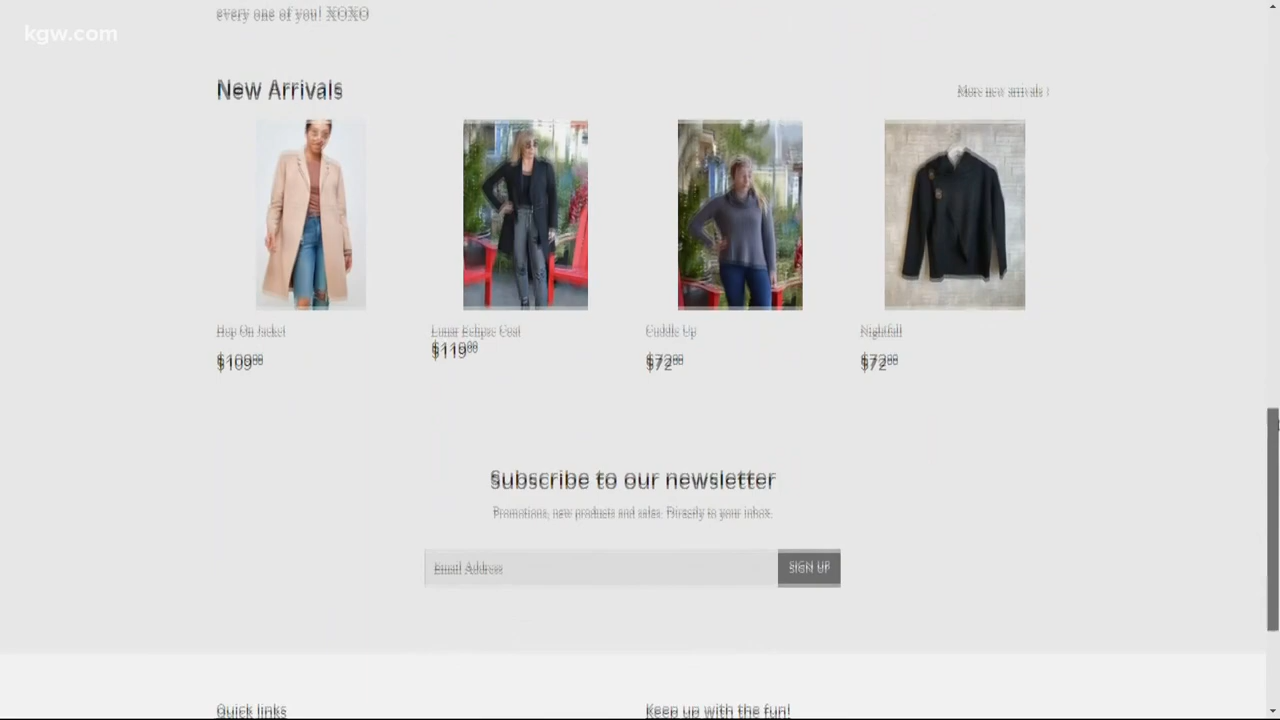 every one of you! XOXO
kgw.com
New Arrivals
More new arrivals ›
Hop On Jacket
$109⁰⁰
Lunar Eclipse Coat
$119⁰⁰
Cuddle Up
$72⁰⁰
Nightfall
$72⁰⁰
Subscribe to our newsletter
Promotions, new products and sales. Directly to your inbox.
Email Address
SIGN UP
Quick links
Keep up with the fun!